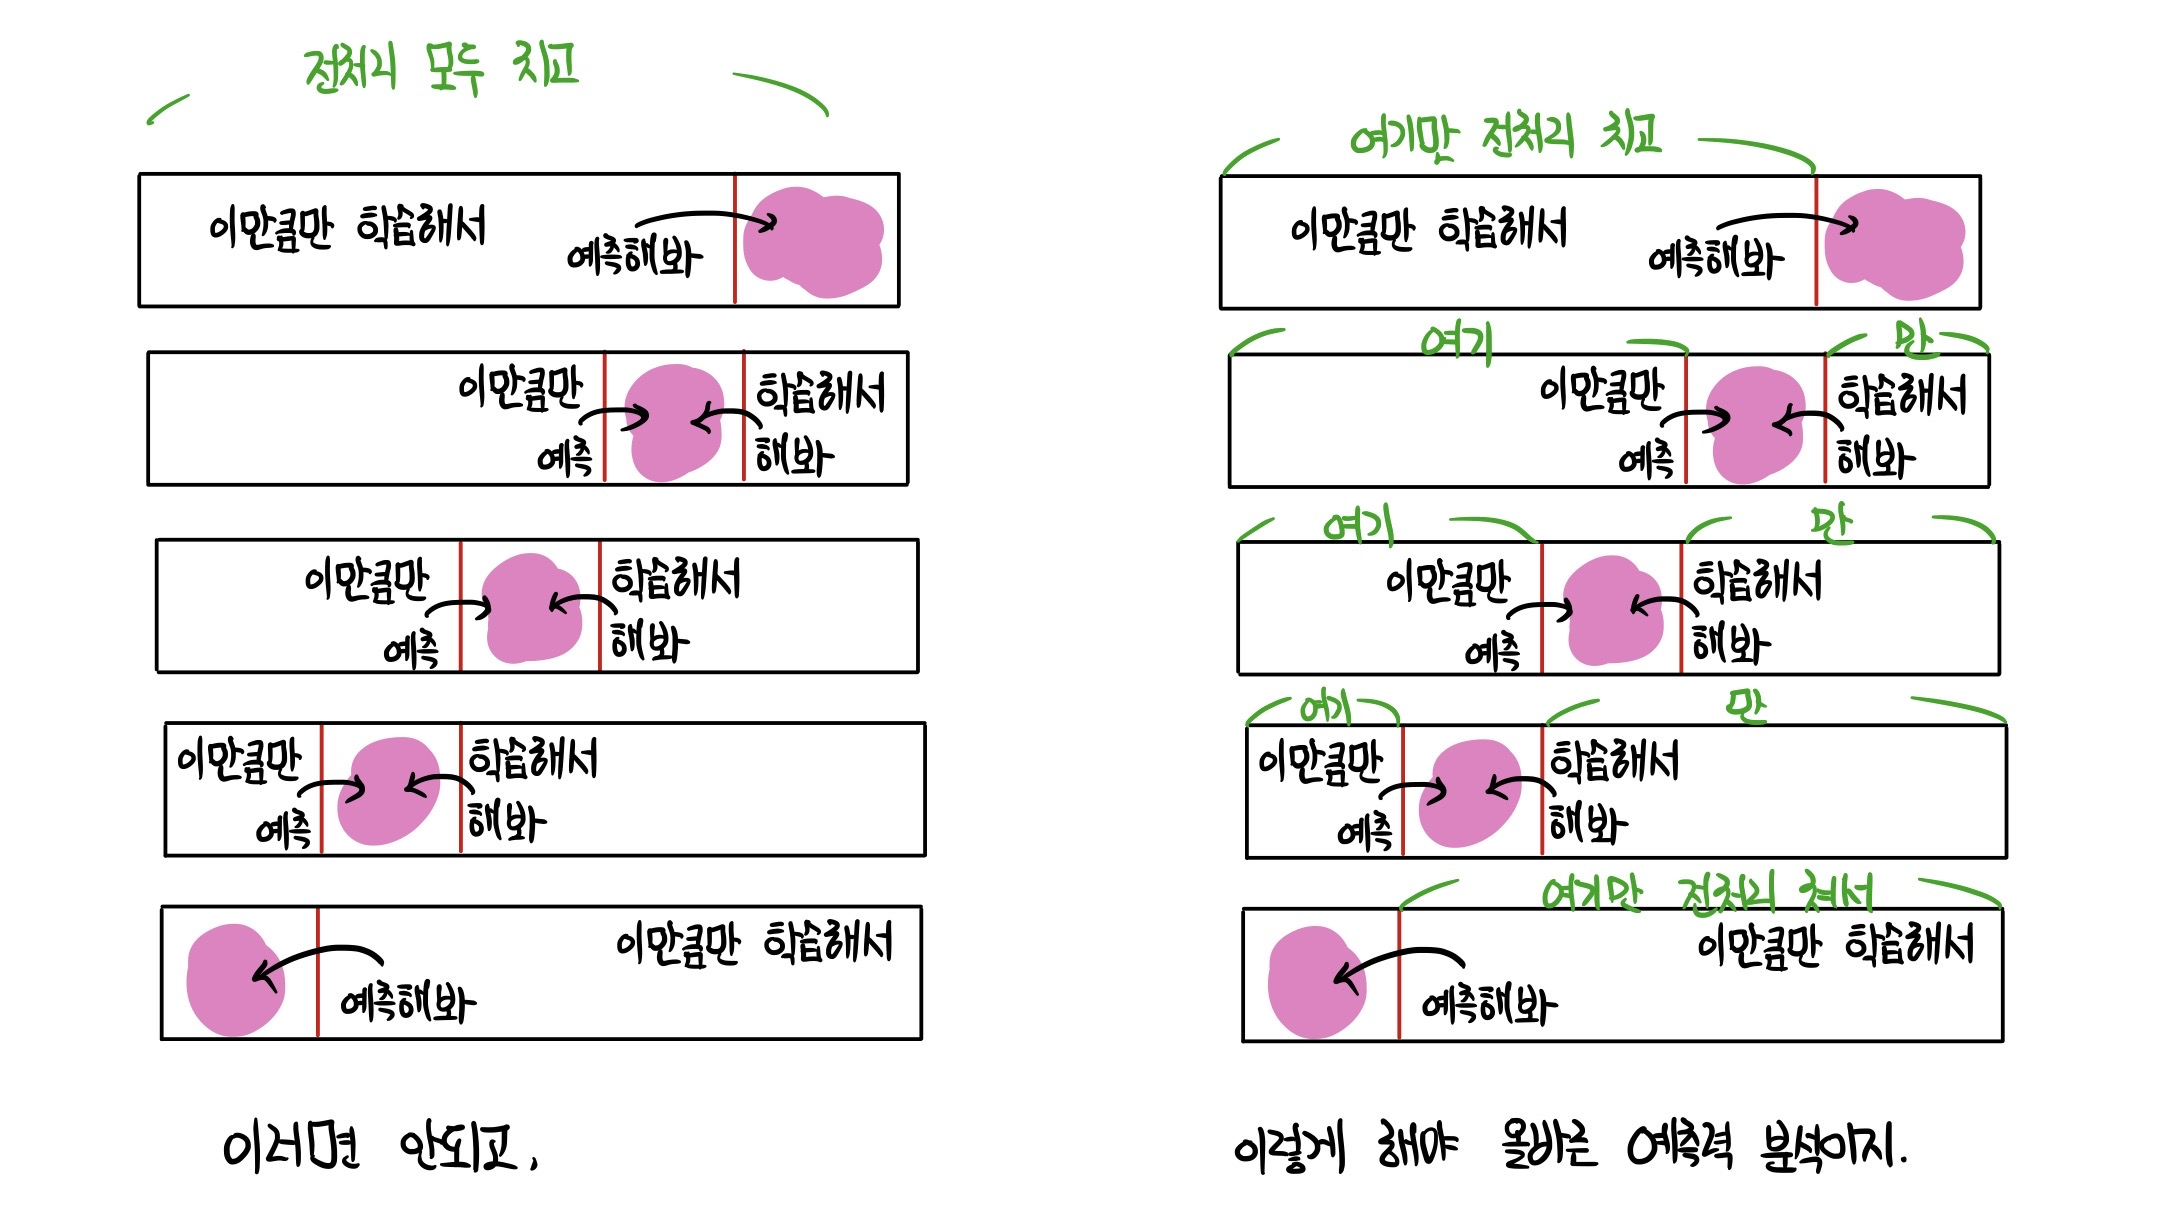 전처리 모두 치고
이만큼만 학습해서
예측해봐
이만큼만 학습해서
예측 해봐
이만큼만 학습해서
예측 해봐
이만큼만 학습해서
예측 해봐
이만큼만 학습해서
예측해봐
이러면 안되고,
여기만 전처리 치고
이만큼만 학습해서
예측해봐
여기 만
이만큼만 학습해서
예측 해봐
여기 만
이만큼만 학습해서
예측 해봐
여기 만
이만큼만 학습해서
예측 해봐
여기만 전처리 쳐서
이만큼만 학습해서
예측해봐
이렇게 해야 올바른 예측력 분석이지.